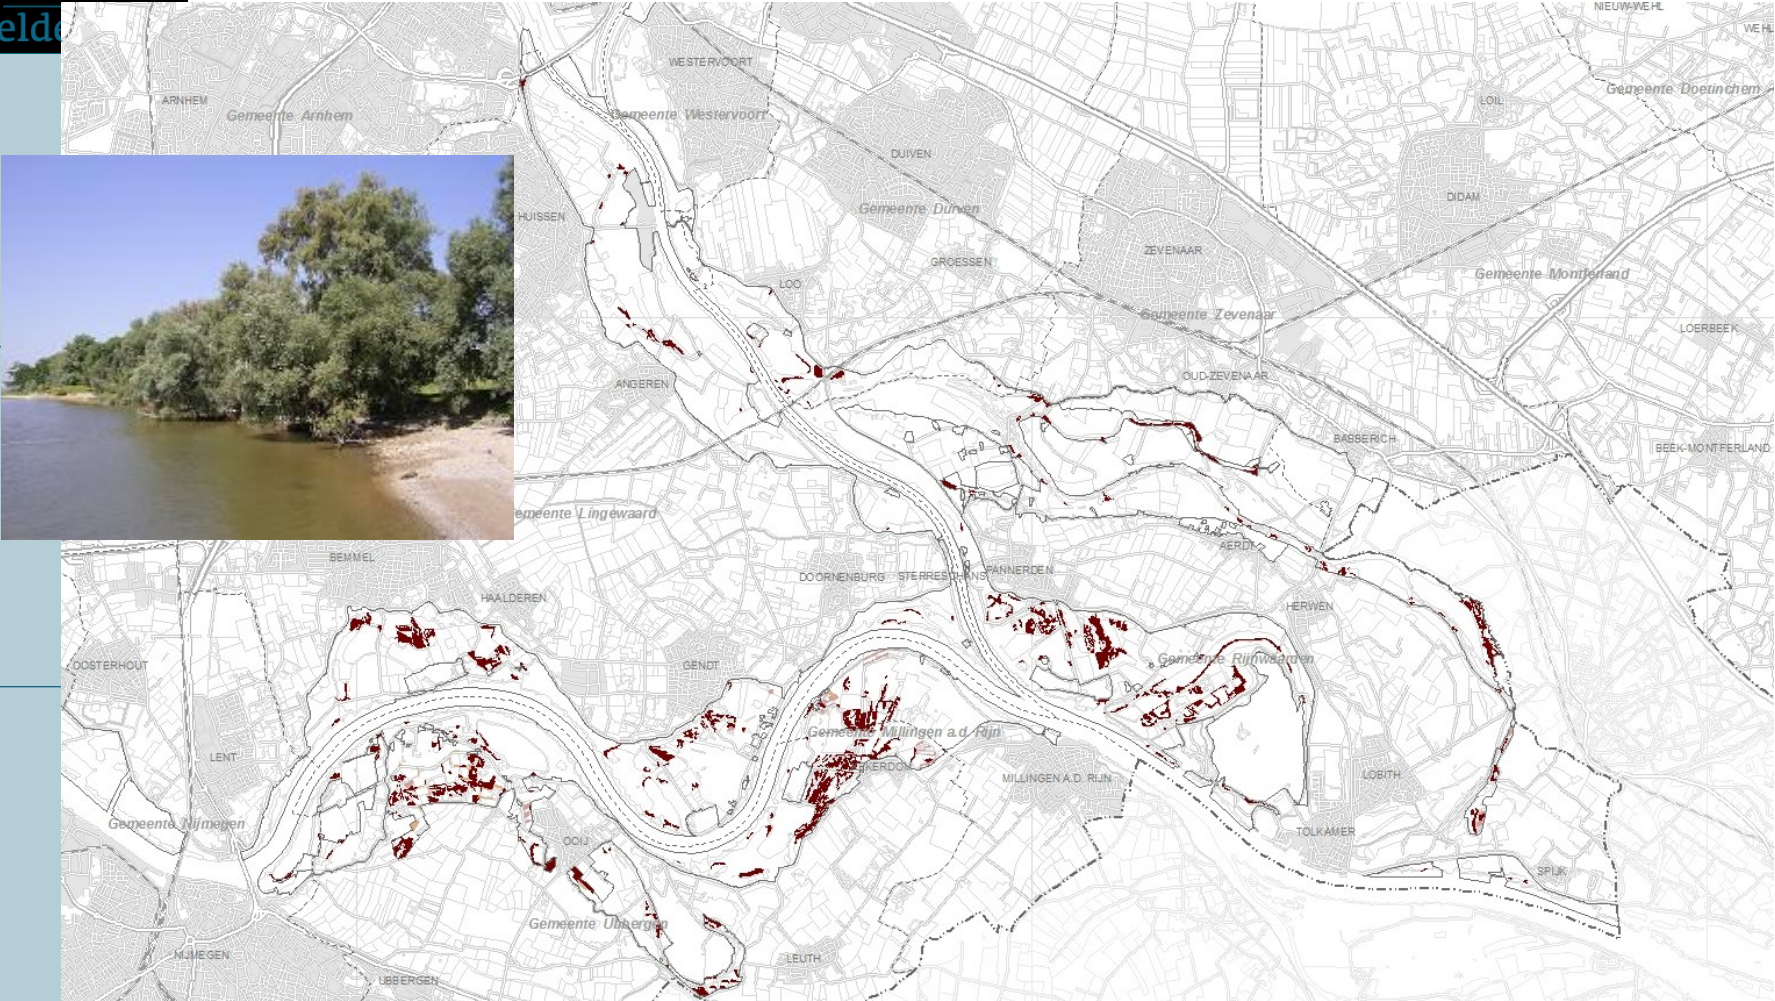 elde
NIEUW-WEHL
WEHL
WESTERVOORT
ARNHEM
Gemeente Arnhem
Gemeente Westervoort
LOIL
Gemeente Doetinchem
DUIVEN
DIDAM
HUISSEN
Gemeente Duiven
ZEVENAAR
GROESSEN
Gemeente Montferland
LOO
Gemeente Zevenaar
LOERBEEK
ANGEREN
OUD-ZEVENAAR
BABBERICH
BEEK-MONTFERLAND
emeente Lingewaard
AERDT
BEMMEL
DOORNENBURG
STERRESCHANS
PANNERDEN
HAALDEREN
HERWEN
OOSTERHOUT
GENDT
Gemeente Rijnwaarden
Gemeente Millingen a.d. Rijn
LENT
KEKERDOM
MILLINGEN A.D. RIJN
LOBITH
Gemeente Nijmegen
TOLKAMER
OOIJ
SPIJK
Gemeente Ubbergen
NIJMEGEN
LEUTH
UBBERGEN